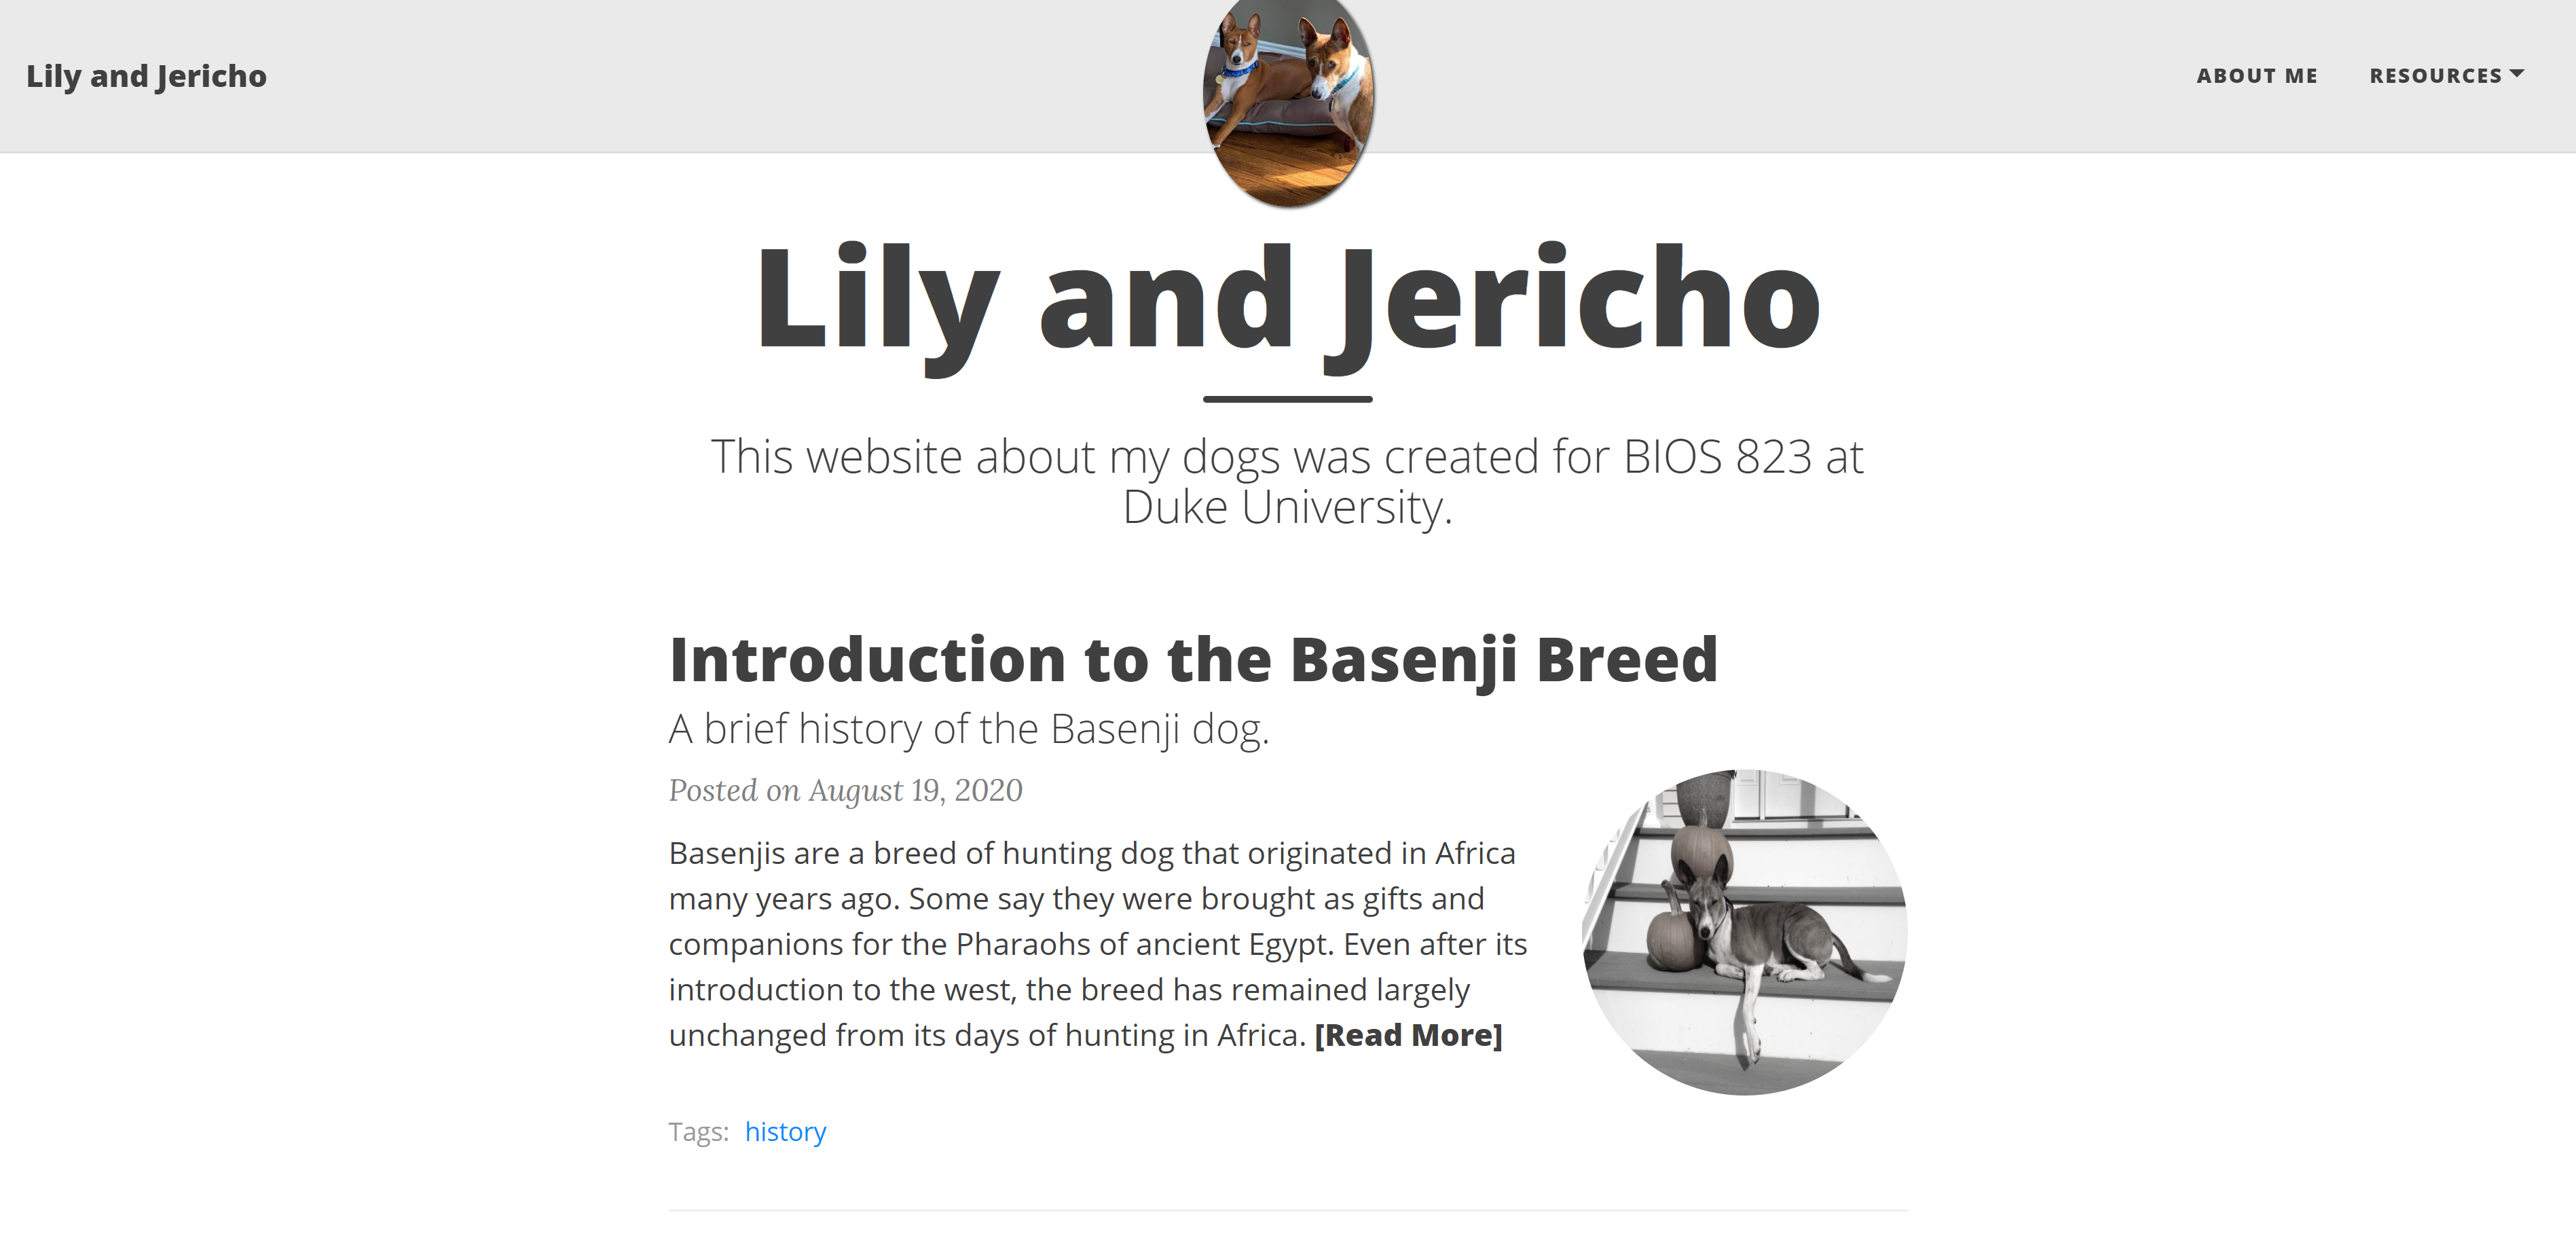 Lily and Jericho
ABOUT ME
RESOURCES
Lily and Jericho
This website about my dogs was created for BIOS 823 at
Duke University.
Introduction to the Basenji Breed
A brief history of the Basenji dog.
Posted on August 19, 2020
Basenjis are a breed of hunting dog that originated in Africa
many years ago. Some say they were brought as gifts and
companions for the Pharaohs of ancient Egypt. Even after its
introduction to the west, the breed has remained largely
unchanged from its days of hunting in Africa. [Read More]
Tags: history